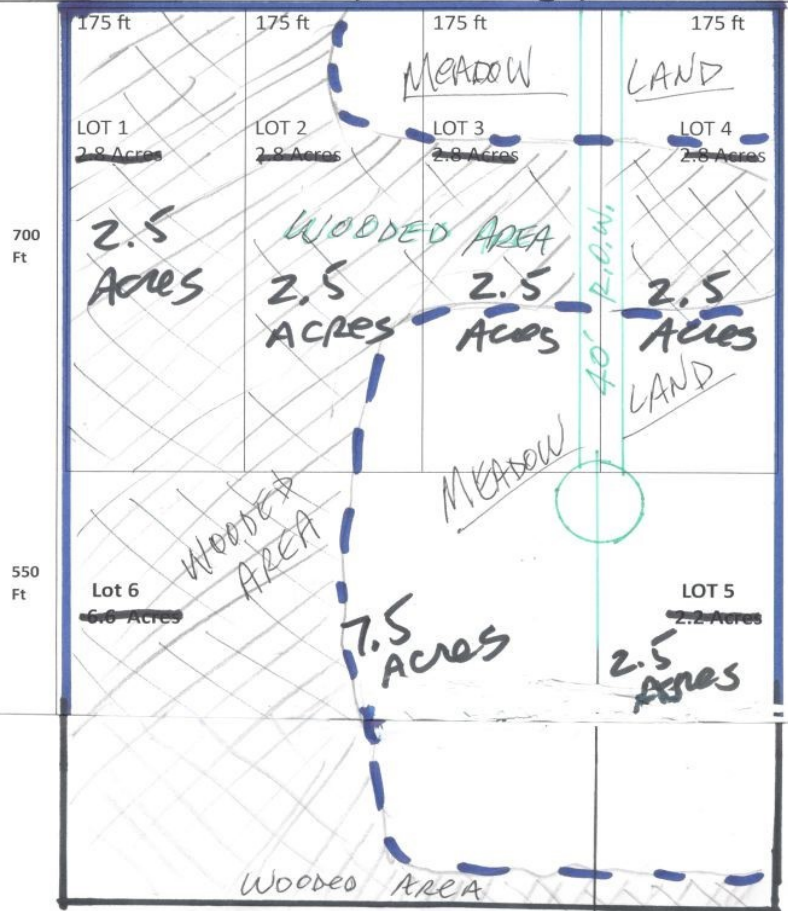 175 ft
175 ft
175 ft
175 ft
MEADOW LAND
LOT 1
2.8 Acres
LOT 2
2.8 Acres
LOT 3
2.8 Acres
LOT 4
2.8 Acres
700
Ft
WOODED AREA
40' R.O.W.
2.5
Acres
2.5
ACRES
2.5
Acres
2.5
Acres
MEADOW LAND
WOODED
AREA
550
Ft
Lot 6
6.6 Acres
7.5
Acres
LOT 5
2.2 Acres
2.5
Acres
WOODED AREA